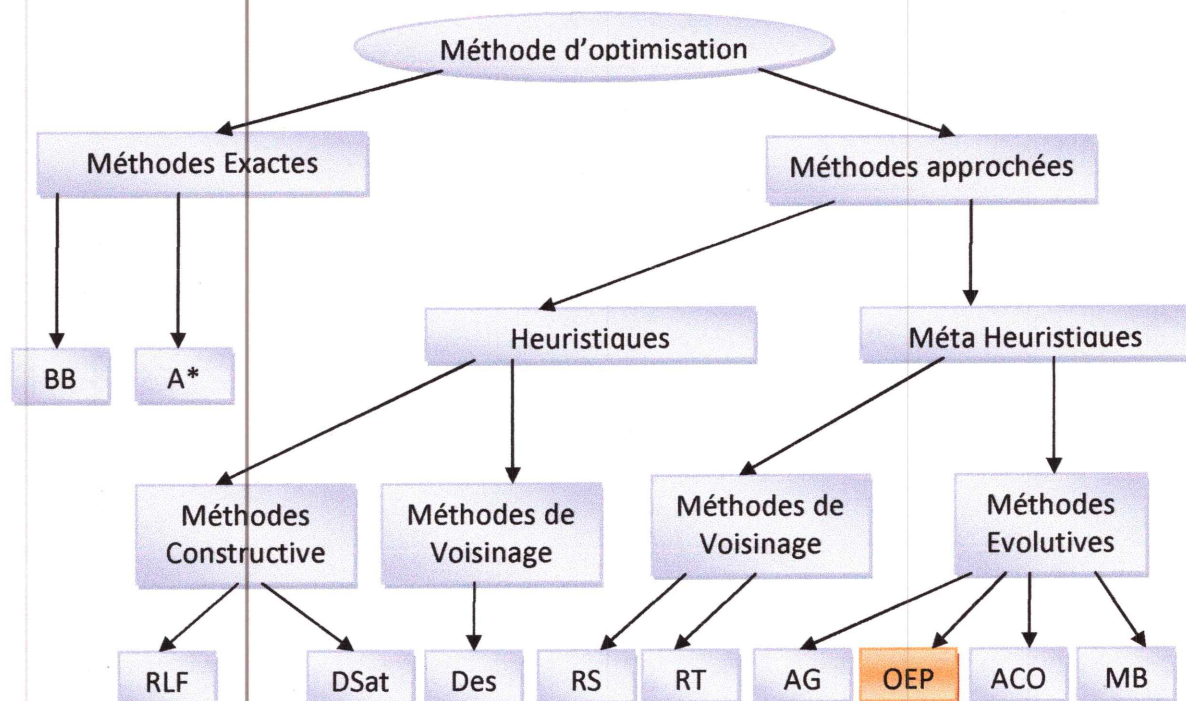 Méthode d'optimisation
Méthodes Exactes
Méthodes approchées
Heuristiques
Méta Heuristiques
BB
A*
Méthodes
Constructive
Méthodes de
Voisinage
Méthodes de
Voisinage
Méthodes
Evolutives
RLF
DSat
Des
RS
RT
AG
OEP
ACO
MB